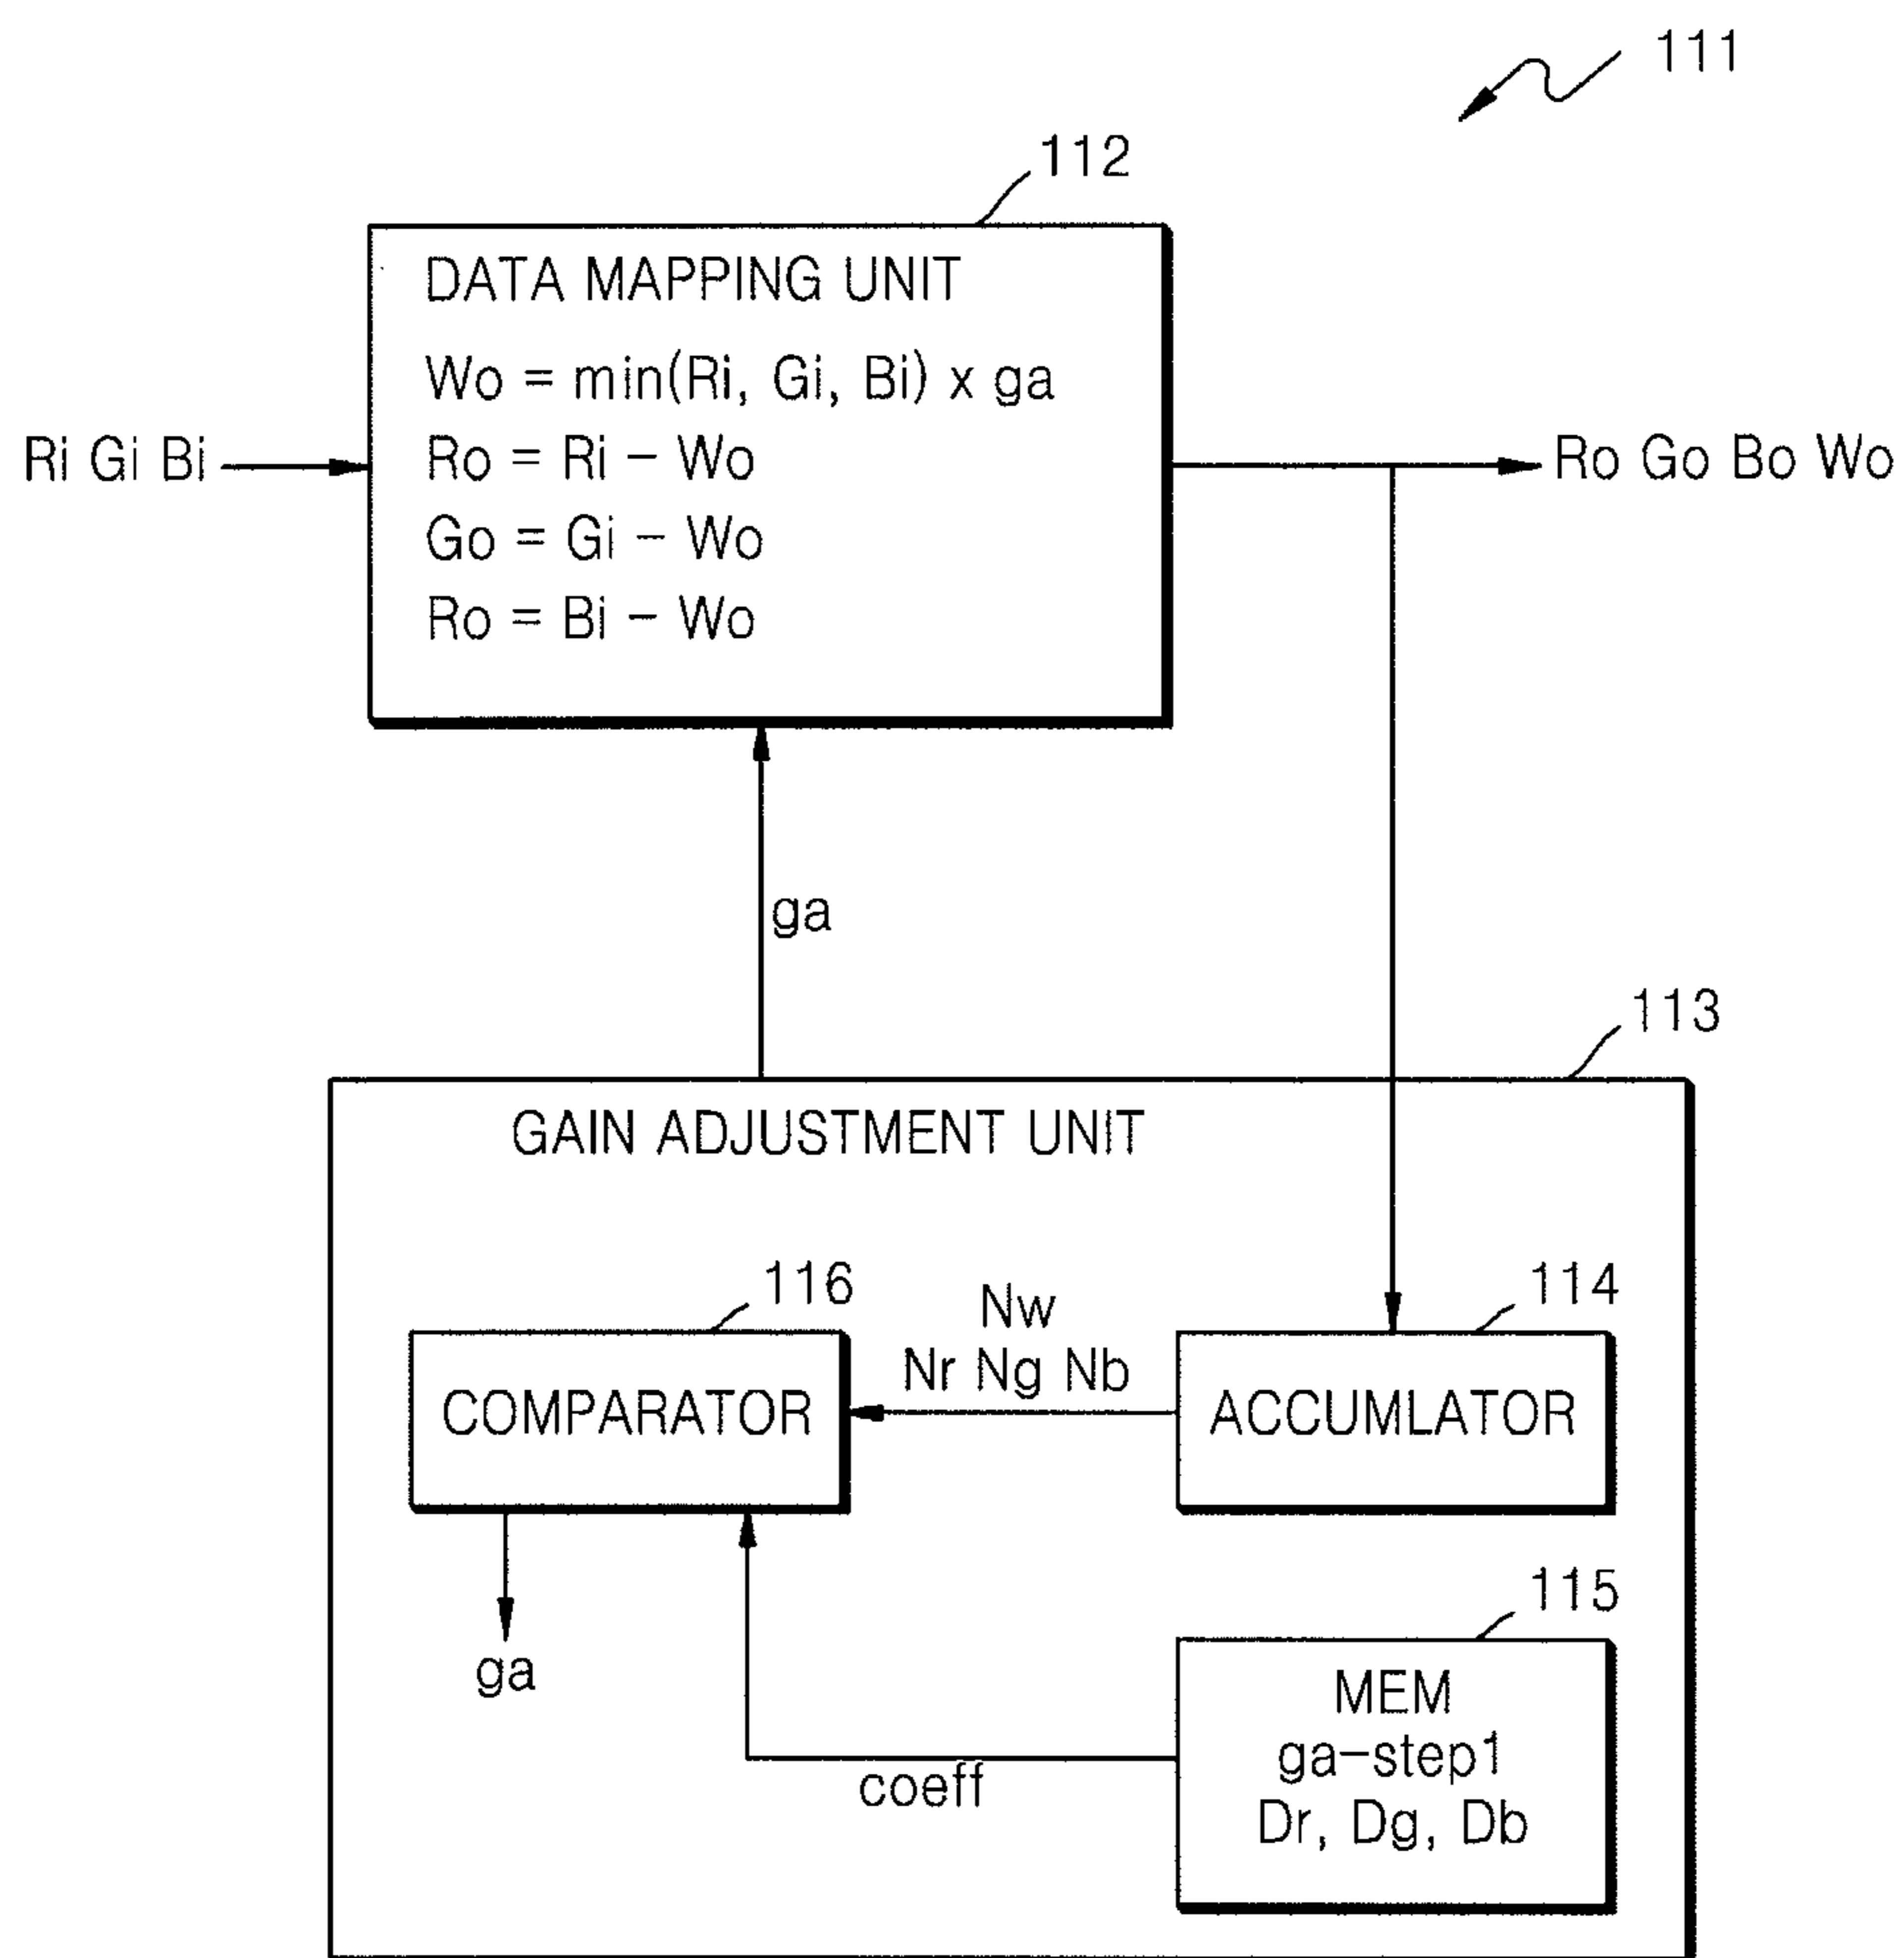 111
112
DATA MAPPING UNIT
Wo = min(Ri, Gi, Bi) x ga
Ro = Ri – Wo
Go = Gi – Wo
Ro = Bi – Wo
Ri Gi Bi
Ro Go Bo Wo
ga
113
GAIN ADJUSTMENT UNIT
116
COMPARATOR
Nw
Nr Ng Nb
114
ACCUMLATOR
ga
115
MEM
ga–step1
Dr, Dg, Db
coeff